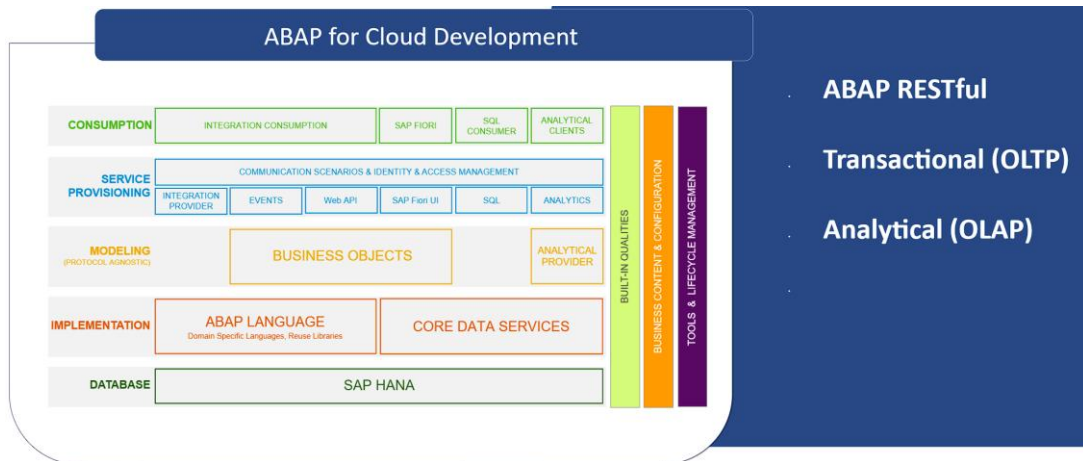 ABAP for Cloud Development
CONSUMPTION
INTEGRATION CONSUMPTION
SAP FIORI
SQL
CONSUMER
ANALYTICAL
CLIENTS
SERVICE
PROVISIONING
COMMUNICATION SCENARIOS & IDENTITY & ACCESS MANAGEMENT
INTEGRATION
PROVIDER
EVENTS
Web API
SAP Fiori UI
SQL
ANALYTICS
MODELING
(PROTOCOL AGNOSTIC)
BUSINESS OBJECTS
ANALYTICAL
PROVIDER
IMPLEMENTATION
ABAP LANGUAGE
Domain Specific Languages, Reuse Libraries
CORE DATA SERVICES
DATABASE
SAP HANA
BUILT-IN QUALITIES
BUSINESS CONTENT & CONFIGURATION
TOOLS & LIFECYCLE MANAGEMENT
ABAP RESTful
Transactional (OLTP)
Analytical (OLAP)